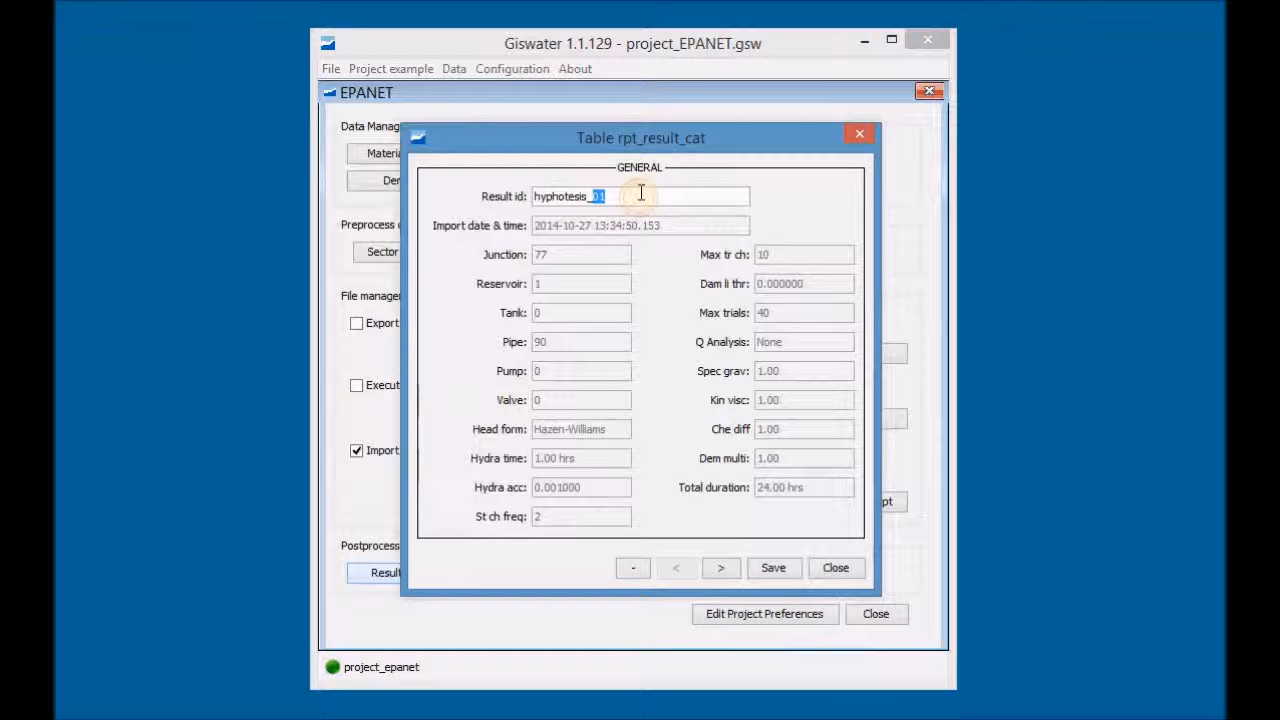 Giswater 1.1.129 - project_EPANET.gsw
File Project example Data Configuration About
EPANET
Data Manag
Table rpt_result_cat
Materia
GENERAL
Dem
Result id: hyphotesis_01
Import date & time: 2014-10-27 13:34:50.153
Preprocess
Sector
Junction: 77 Max tr ch: 10
Reservoir: 1 Dam li thr: 0.000000
File manage
Tank: 0 Max trials: 40
Export
Pipe: 90 Q Analysis: None
Pump: 0 Spec grav: 1.00
Execut
Valve: 0 Kin visc: 1.00
Head form: Hazen-Williams Che diff 1.00
Import
Hydra time: 1.00 hrs Dem multi: 1.00
Hydra acc: 0.001000 Total duration: 24.00 hrs
pt
St ch freq: 2
Postprocess
Result
- < > Save Close
Edit Project Preferences Close
project_epanet